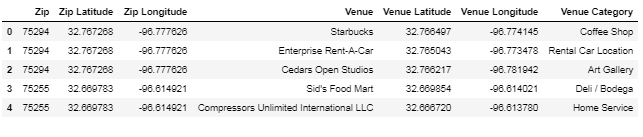 Zip Zip Latitude Zip Longitude Venue Venue Latitude Venue Longitude Venue Category
0 75294 32.767268 -96.777626 Starbucks 32.766497 -96.774145 Coffee Shop
1 75294 32.767268 -96.777626 Enterprise Rent-A-Car 32.765043 -96.773478 Rental Car Location
2 75294 32.767268 -96.777626 Cedars Open Studios 32.766217 -96.781942 Art Gallery
3 75255 32.669783 -96.614921 Sid's Food Mart 32.669854 -96.614021 Deli / Bodega
4 75255 32.669783 -96.614921 Compressors Unlimited International LLC 32.666720 -96.613780 Home Service